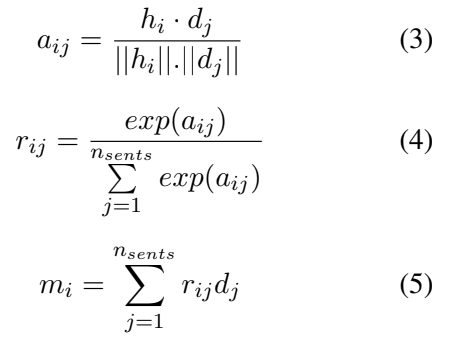 a_{ij} = \frac{h_i \cdot d_j}{||h_i||.||d_j||} (3)
r_{ij} = \frac{exp(a_{ij})}{\sum_{j=1}^{n_{sents}} exp(a_{ij})} (4)
m_i = \sum_{j=1}^{n_{sents}} r_{ij} d_j (5)